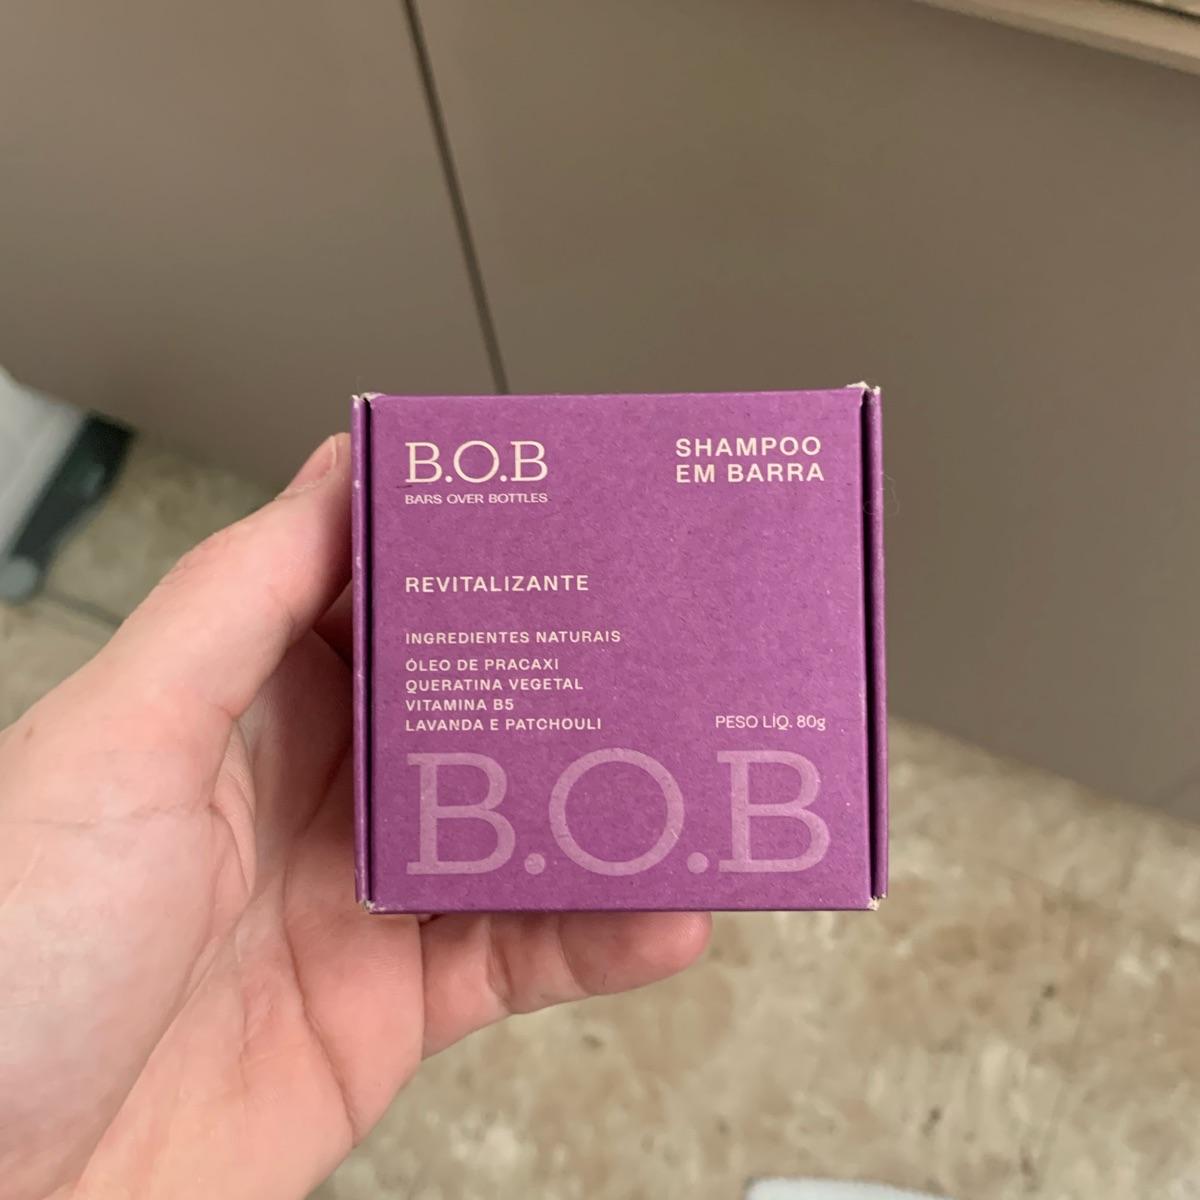 B.O.B
BARS OVER BOTTLES
SHAMPOO
EM BARRA
REVITALIZANTE
INGREDIENTES NATURAIS
ÓLEO DE PRACAXI
QUERATINA VEGETAL
VITAMINA B5
LAVANDA E PATCHOULI
PESO LÍQ. 80g
B.O.B